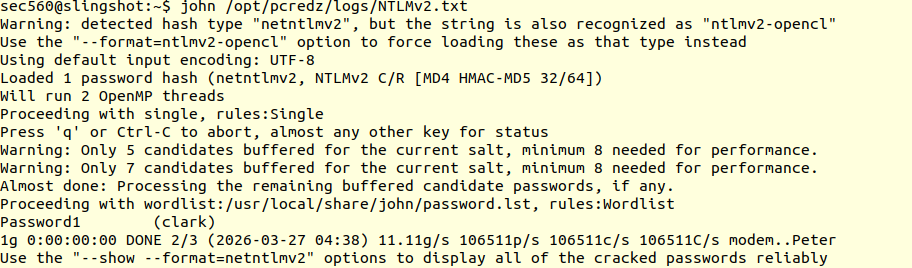 sec560@slingshot:~$ john /opt/pcredz/logs/NTLMv2.txt
Warning: detected hash type "netntlmv2", but the string is also recognized as "ntlmv2-opencl"
Use the "--format=ntlmv2-opencl" option to force loading these as that type instead
Using default input encoding: UTF-8
Loaded 1 password hash (netntlmv2, NTLMv2 C/R [MD4 HMAC-MD5 32/64])
Will run 2 OpenMP threads
Proceeding with single, rules:Single
Press 'q' or Ctrl-C to abort, almost any other key for status
Warning: Only 5 candidates buffered for the current salt, minimum 8 needed for performance.
Warning: Only 7 candidates buffered for the current salt, minimum 8 needed for performance.
Almost done: Processing the remaining buffered candidate passwords, if any.
Proceeding with wordlist:/usr/local/share/john/password.lst, rules:Wordlist
Password1        (clark)
1g 0:00:00:00 DONE 2/3 (2026-03-27 04:38) 11.11g/s 106511p/s 106511c/s 106511C/s modem..Peter
Use the "--show --format=netntlmv2" options to display all of the cracked passwords reliably